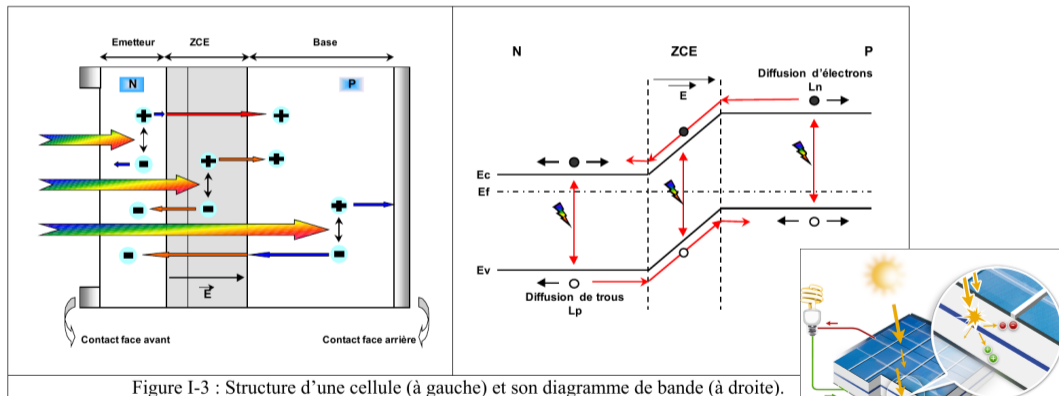 Emetteur ZCE Base
N P
+ +
- + +
- - +
- -
E
Contact face avant Contact face arrière
N ZCE P
E
Diffusion d'électrons
Ln
Ec
Ef
Ev
Diffusion de trous
Lp
Figure I-3 : Structure d'une cellule (à gauche) et son diagramme de bande (à droite).